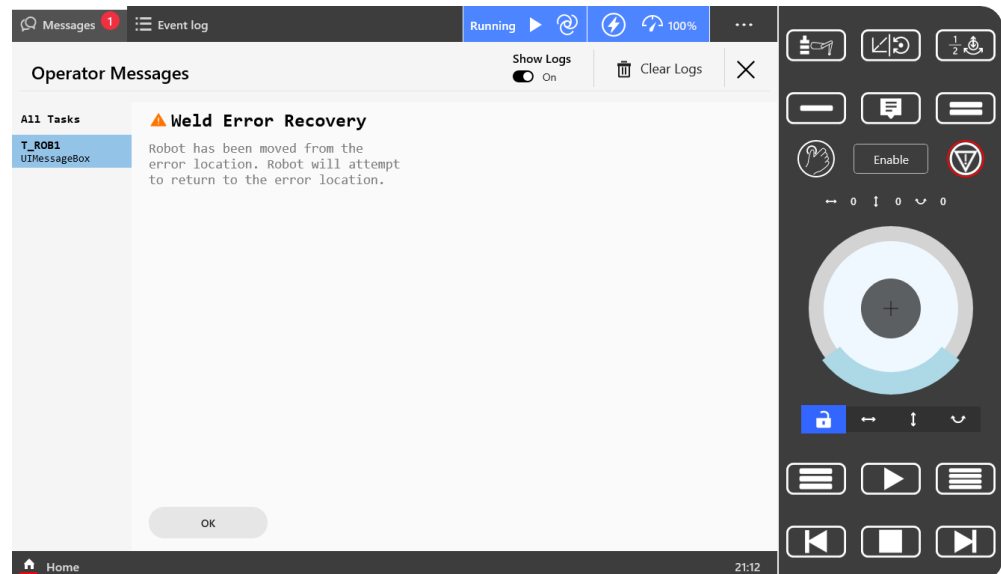 Messages 1 Event log Running 100% ...
Operator Messages Show Logs On Clear Logs
All Tasks
T_ROB1
UIMessageBox
Weld Error Recovery
Robot has been moved from the
error location. Robot will attempt
to return to the error location.
OK
Home 21:12
1/2
Enable
0 0 0